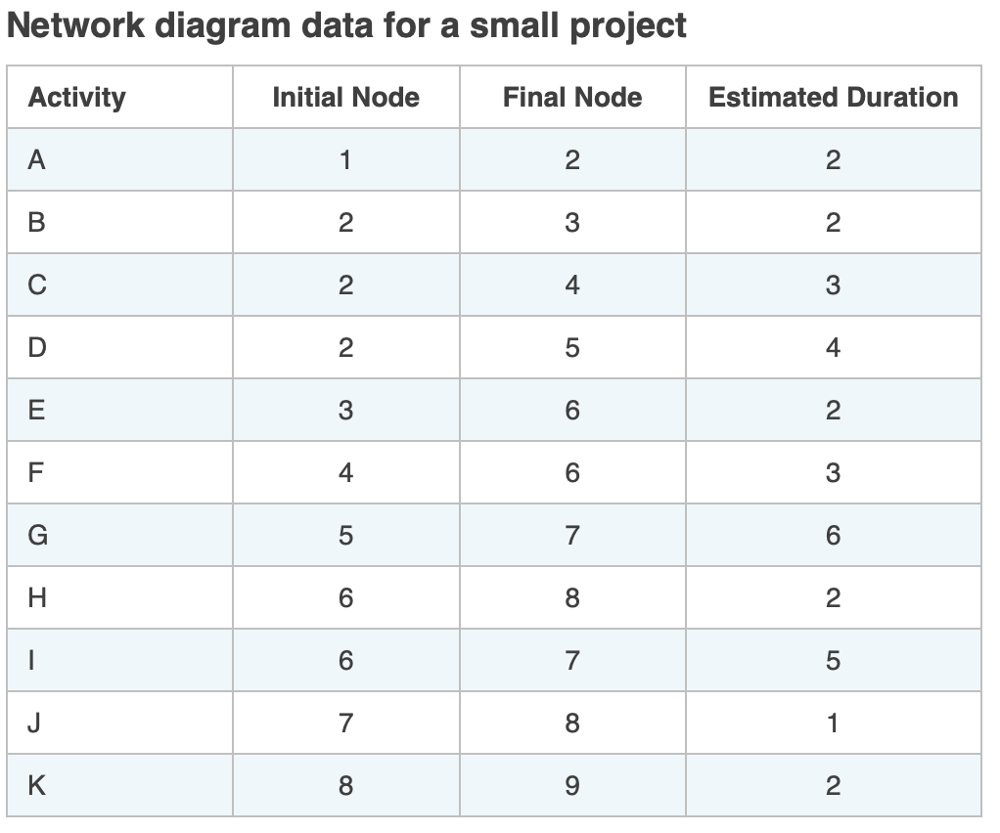 Network diagram data for a small project
Activity Initial Node Final Node Estimated Duration
A 1 2 2
B 2 3 2
C 2 4 3
D 2 5 4
E 3 6 2
F 4 6 3
G 5 7 6
H 6 8 2
I 6 7 5
J 7 8 1
K 8 9 2